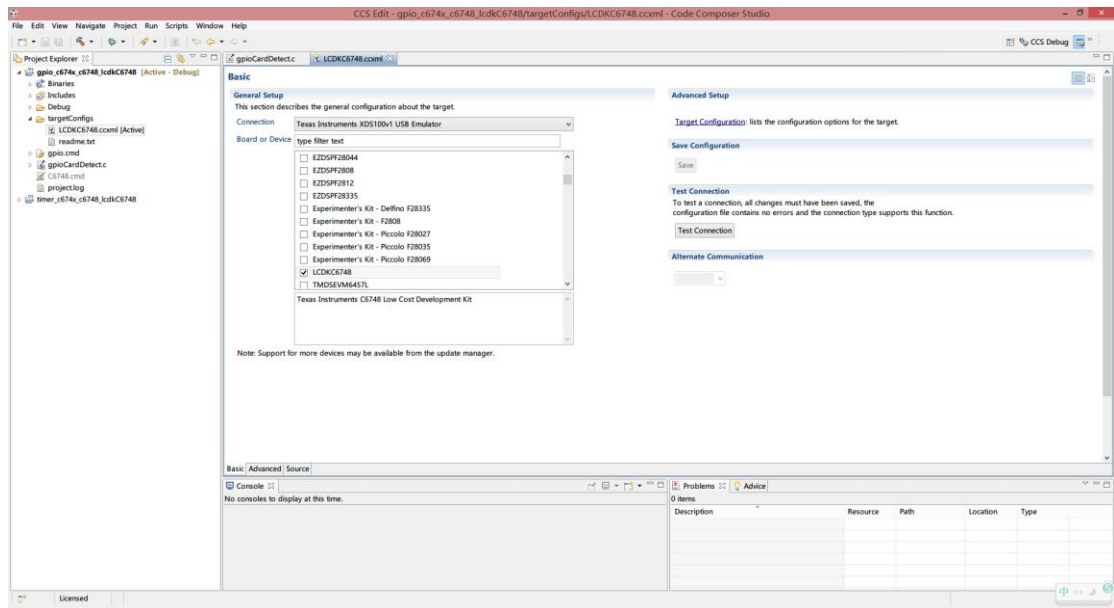 CCS Edit - gpio_c674x_c6748_lcdkC6748/targetConfigs/LCDKC6748.ccxml - Code Composer Studio
File Edit View Navigate Project Run Scripts Window Help
CCS Debug
Project Explorer
gpio_c674x_c6748_lcdkC6748 [Active - Debug]
Binaries
Includes
Debug
targetConfigs
LCDKC6748.ccxml [Active]
readme.txt
gpio.cmd
gpioCardDetect.c
C6748.cmd
project.log
timer_c674x_c6748_lcdkC6748
gpioCardDetect.c
LCDKC6748.ccxml
Basic
General Setup
This section describes the general configuration about the target.
Connection
Texas Instruments XDS100v1 USB Emulator
Board or Device
type filter text
EZDSPF28044
EZDSPF2808
EZDSPF2812
EZDSPF28335
Experimenter's Kit - Delfino F28335
Experimenter's Kit - F2808
Experimenter's Kit - Piccolo F28027
Experimenter's Kit - Piccolo F28035
Experimenter's Kit - Piccolo F28069
LCDKC6748
TMDSEVM6457L
Texas Instruments C6748 Low Cost Development Kit
Note: Support for more devices may be available from the update manager.
Advanced Setup
Target Configuration: lists the configuration options for the target.
Save Configuration
Save
Test Connection
To test a connection, all changes must have been saved, the
configuration file contains no errors and the connection type supports this function.
Test Connection
Alternate Communication
Basic Advanced Source
Console
No consoles to display at this time.
Problems Advice
0 items
Description Resource Path Location Type
Licensed
中